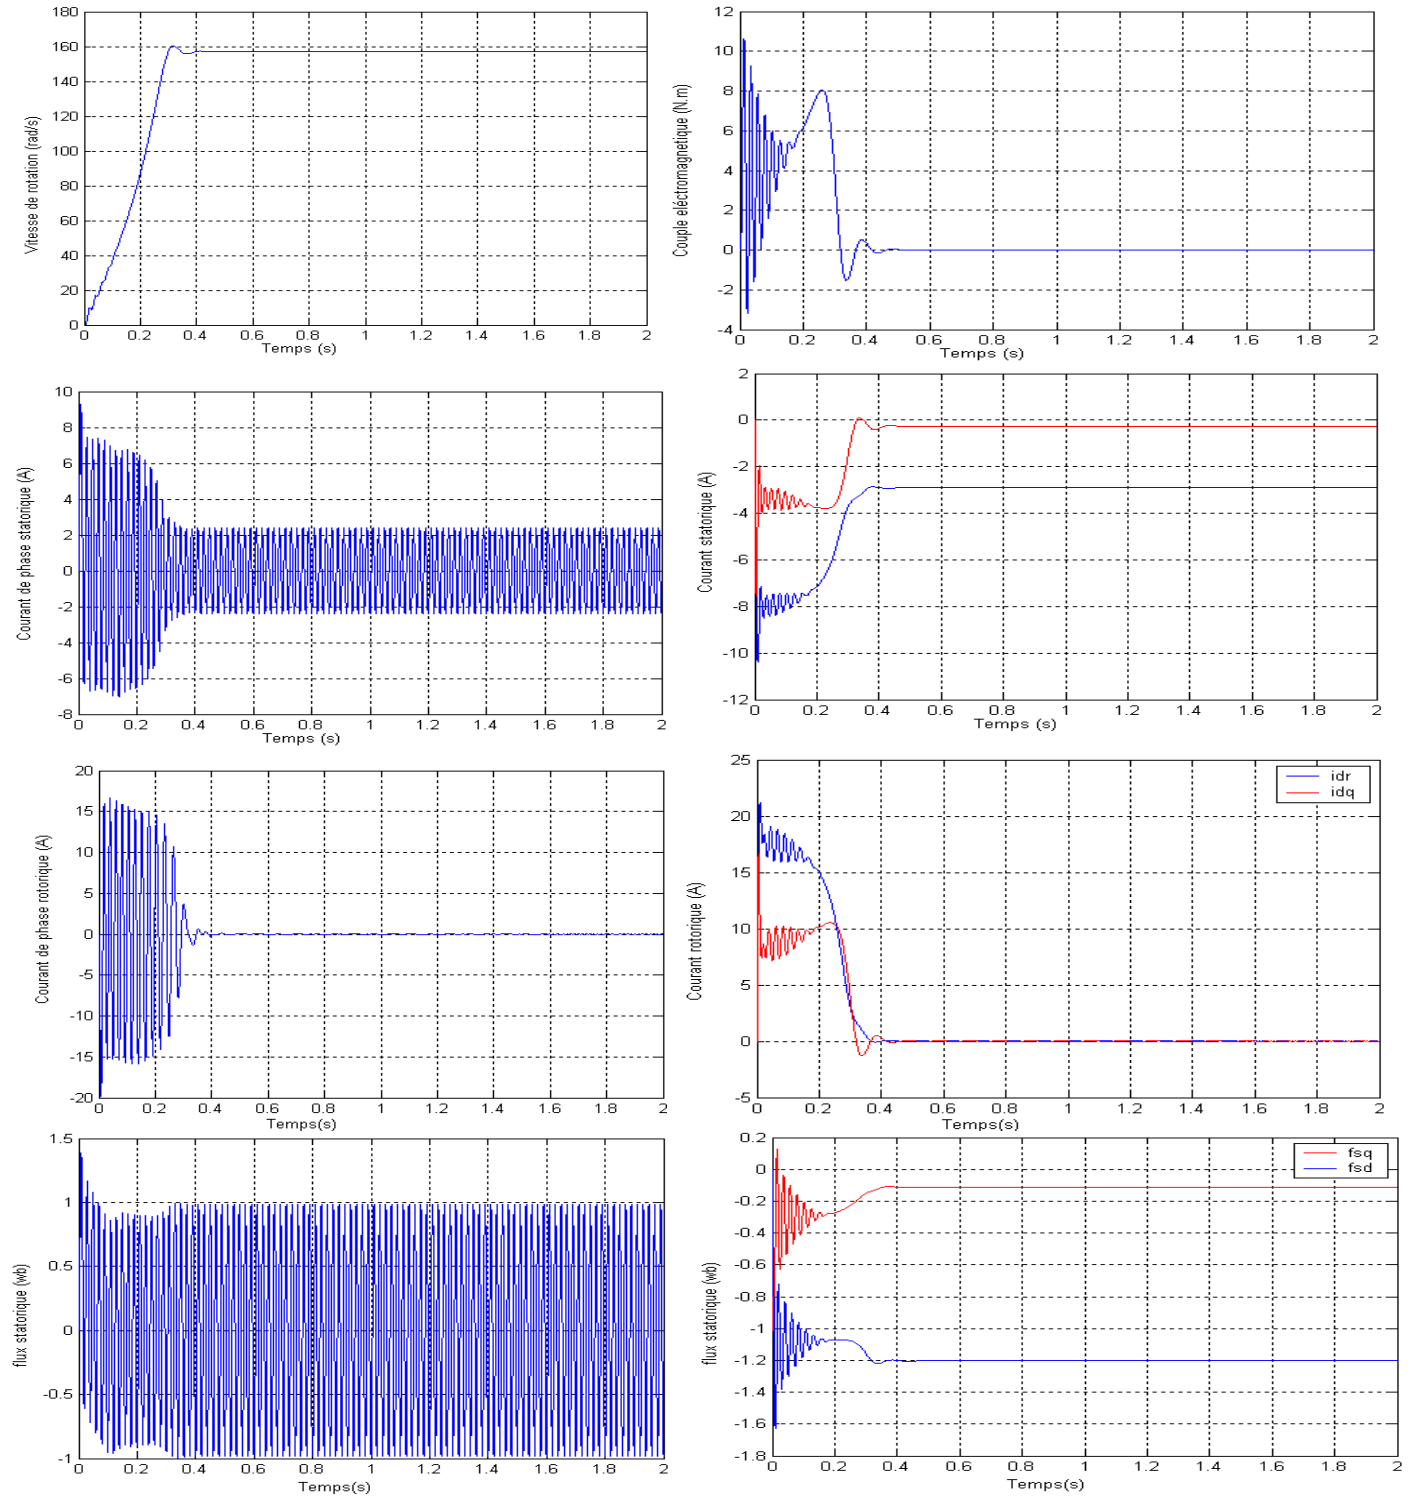 180
160
140
120
100
80
60
40
20
0
Vitesse de rotation (rad/s)
0 0.2 0.4 0.6 0.8 1 1.2 1.4 1.6 1.8 2
Temps (s)
12
10
8
6
4
2
0
-2
-4
Couple eléctromagnetique (N.m)
0 0.2 0.4 0.6 0.8 1 1.2 1.4 1.6 1.8 2
Temps (s)
10
8
6
4
2
0
-2
-4
-6
-8
Courant de phase statorique (A)
0 0.2 0.4 0.6 0.8 1 1.2 1.4 1.6 1.8 2
Temps (s)
2
0
-2
-4
-6
-8
-10
-12
Courant statorique (A)
0 0.2 0.4 0.6 0.8 1 1.2 1.4 1.6 1.8 2
Temps (s)
20
15
10
5
0
-5
-10
-15
-20
Courant de phase rotorique (A)
0 0.2 0.4 0.6 0.8 1 1.2 1.4 1.6 1.8 2
Temps(s)
25
20
15
10
5
0
-5
Courant rotorique (A)
idr
idq
0 0.2 0.4 0.6 0.8 1 1.2 1.4 1.6 1.8 2
Temps(s)
1.5
1
0.5
0
-0.5
-1
flux statorique (wb)
0 0.2 0.4 0.6 0.8 1 1.2 1.4 1.6 1.8 2
Temps(s)
0.2
0
-0.2
-0.4
-0.6
-0.8
-1
-1.2
-1.4
-1.6
-1.8
flux statorique (wb)
fsq
fsd
0 0.2 0.4 0.6 0.8 1 1.2 1.4 1.6 1.8 2
Temps(s)